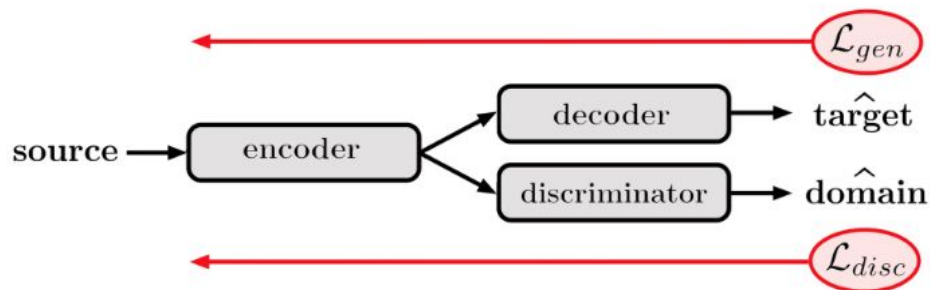 ℒ_gen
decoder
target̂
source
encoder
discriminator
domain̂
ℒ_disc